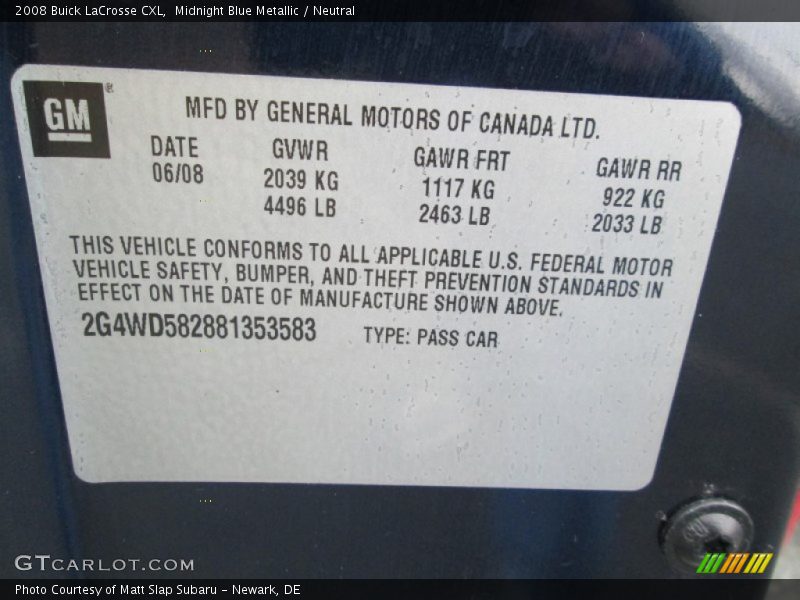 2008 Buick LaCrosse CXL, Midnight Blue Metallic / Neutral
GM ®
MFD BY GENERAL MOTORS OF CANADA LTD.
DATE GVWR GAWR FRT GAWR RR
06/08 2039 KG 1117 KG 922 KG
4496 LB 2463 LB 2033 LB
THIS VEHICLE CONFORMS TO ALL APPLICABLE U.S. FEDERAL MOTOR
VEHICLE SAFETY, BUMPER, AND THEFT PREVENTION STANDARDS IN
EFFECT ON THE DATE OF MANUFACTURE SHOWN ABOVE.
2G4WD582881353583 TYPE: PASS CAR
GTCARLOT.COM
Photo Courtesy of Matt Slap Subaru - Newark, DE